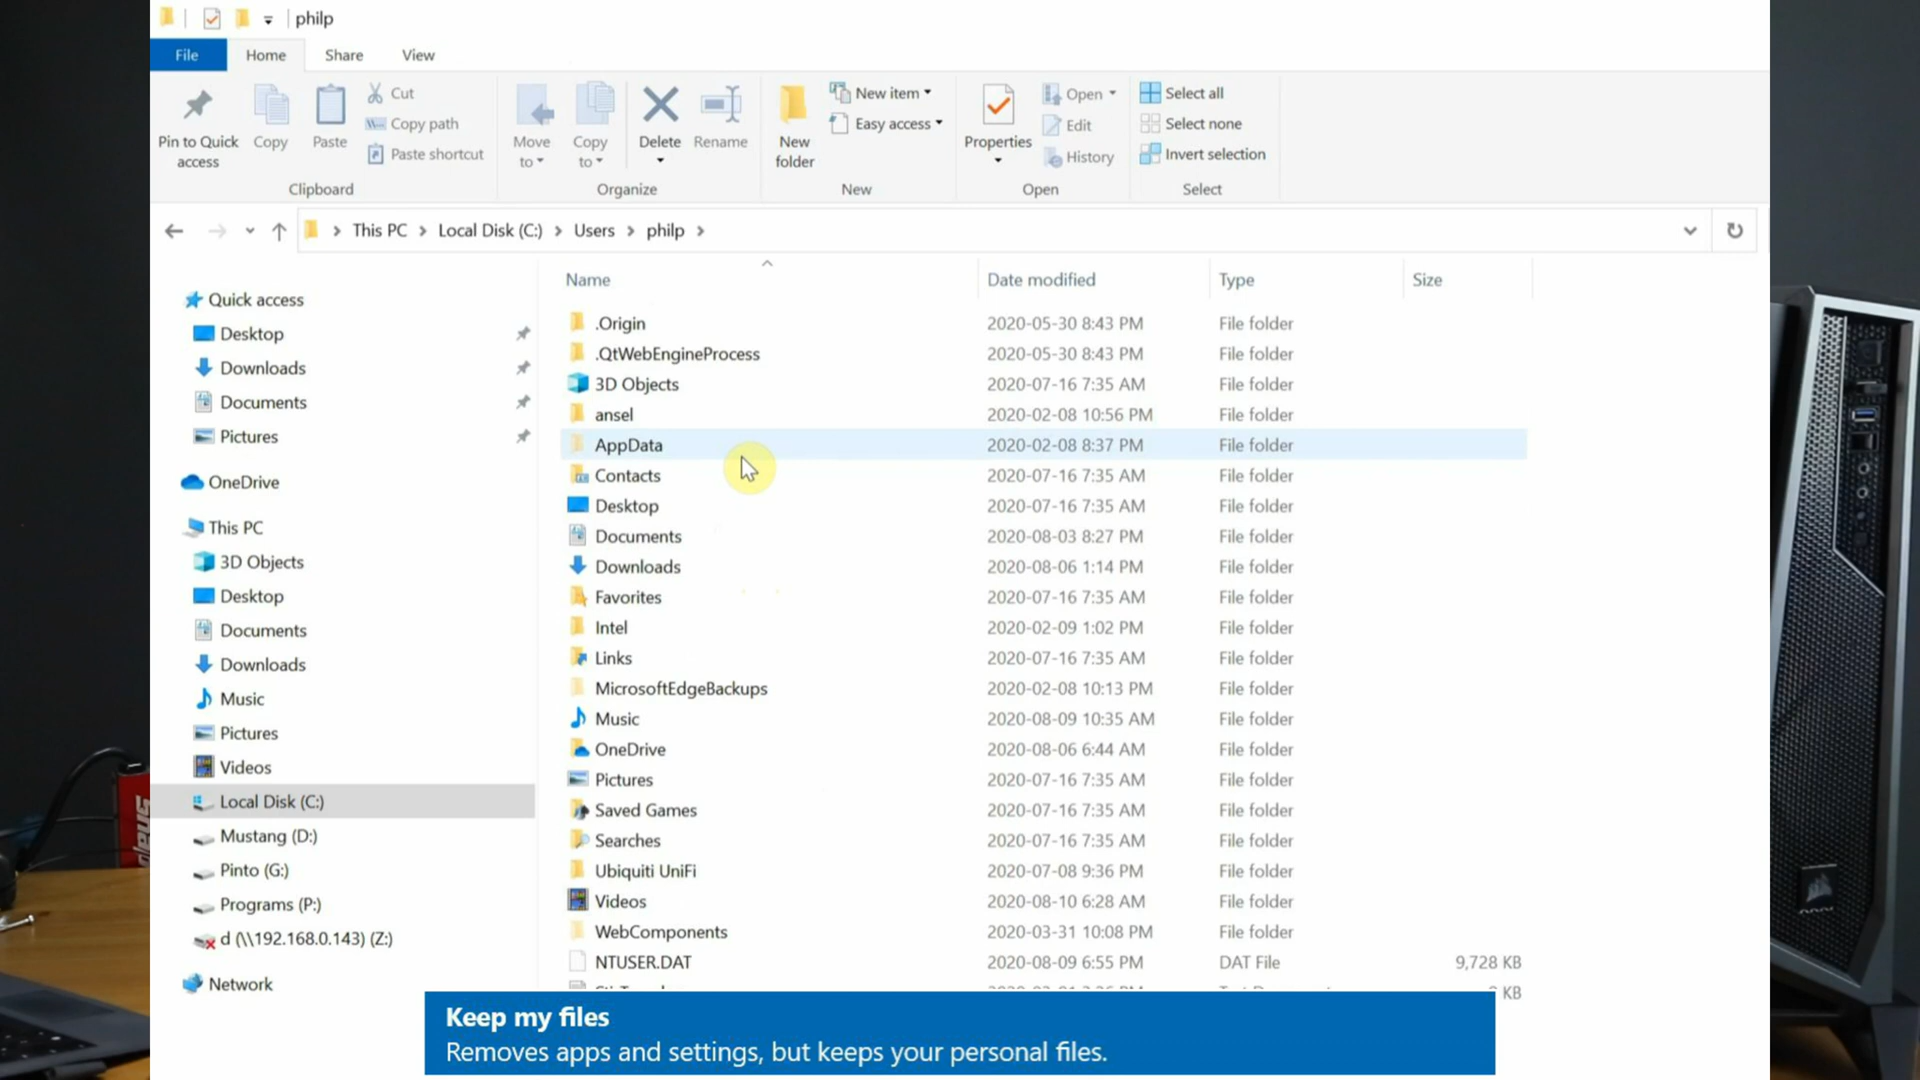 philp
File Home Share View
Pin to Quick access
Copy
Paste
Cut
Copy path
Paste shortcut
Clipboard
Move to
Copy to
Delete
Rename
Organize
New folder
New item
Easy access
New
Properties
Open
Edit
History
Open
Select all
Select none
Invert selection
Select
This PC > Local Disk (C:) > Users > philp >
Quick access
Desktop
Downloads
Documents
Pictures
OneDrive
This PC
3D Objects
Desktop
Documents
Downloads
Music
Pictures
Videos
Local Disk (C:)
Mustang (D:)
Pinto (G:)
Programs (P:)
d (\\192.168.0.143) (Z:)
Network
Name Date modified Type Size
.Origin 2020-05-30 8:43 PM File folder
.QtWebEngineProcess 2020-05-30 8:43 PM File folder
3D Objects 2020-07-16 7:35 AM File folder
ansel 2020-02-08 10:56 PM File folder
AppData 2020-02-08 8:37 PM File folder
Contacts 2020-07-16 7:35 AM File folder
Desktop 2020-07-16 7:35 AM File folder
Documents 2020-08-03 8:27 PM File folder
Downloads 2020-08-06 1:14 PM File folder
Favorites 2020-07-16 7:35 AM File folder
Intel 2020-02-09 1:02 PM File folder
Links 2020-07-16 7:35 AM File folder
MicrosoftEdgeBackups 2020-02-08 10:13 PM File folder
Music 2020-08-09 10:35 AM File folder
OneDrive 2020-08-06 6:44 AM File folder
Pictures 2020-07-16 7:35 AM File folder
Saved Games 2020-07-16 7:35 AM File folder
Searches 2020-07-16 7:35 AM File folder
Ubiquiti UniFi 2020-07-08 9:36 PM File folder
Videos 2020-08-10 6:28 AM File folder
WebComponents 2020-03-31 10:08 PM File folder
NTUSER.DAT 2020-08-09 6:55 PM DAT File 9,728 KB
KB
Keep my files
Removes apps and settings, but keeps your personal files.